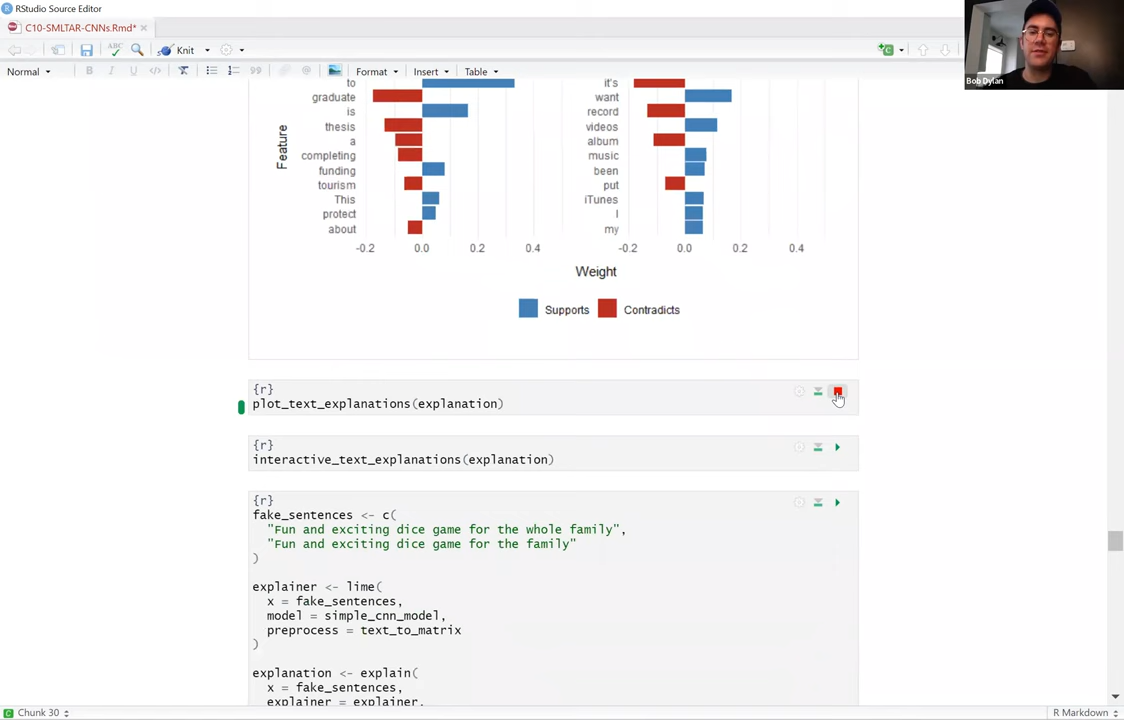 RStudio Source Editor
C10-SMLTAR-CNNs.Rmd*
ABC Knit C
Normal B I U </> Format Insert Table
Bob Dylan
to it's
graduate want
is record
thesis videos
a album
completing music
funding been
tourism put
This iTunes
protect I
about my
Feature
-0.2 0.0 0.2 0.4 -0.2 0.0 0.2 0.4
Weight
Supports Contradicts
{r}
plot_text_explanations(explanation)
{r}
interactive_text_explanations(explanation)
{r}
fake_sentences <- c(
"Fun and exciting dice game for the whole family",
"Fun and exciting dice game for the family"
)
explainer <- lime(
x = fake_sentences,
model = simple_cnn_model,
preprocess = text_to_matrix
)
explanation <- explain(
x = fake_sentences,
explainer = explainer,
C Chunk 30 R Markdown